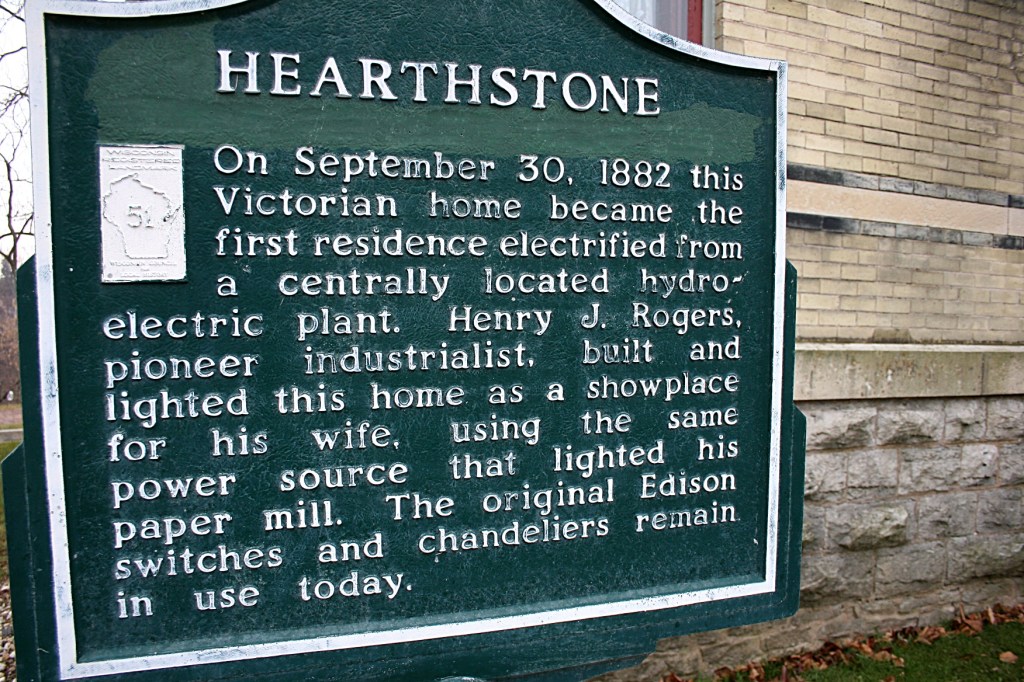 HEARTHSTONE
51
On September 30, 1882 this
Victorian home became the
first residence electrified from
a centrally located hydro-
electric plant. Henry J. Rogers,
pioneer industrialist, built and
lighted this home as a showplace
for his wife, using the same
power source that lighted his
paper mill. The original Edison
switches and chandeliers remain
in use today.